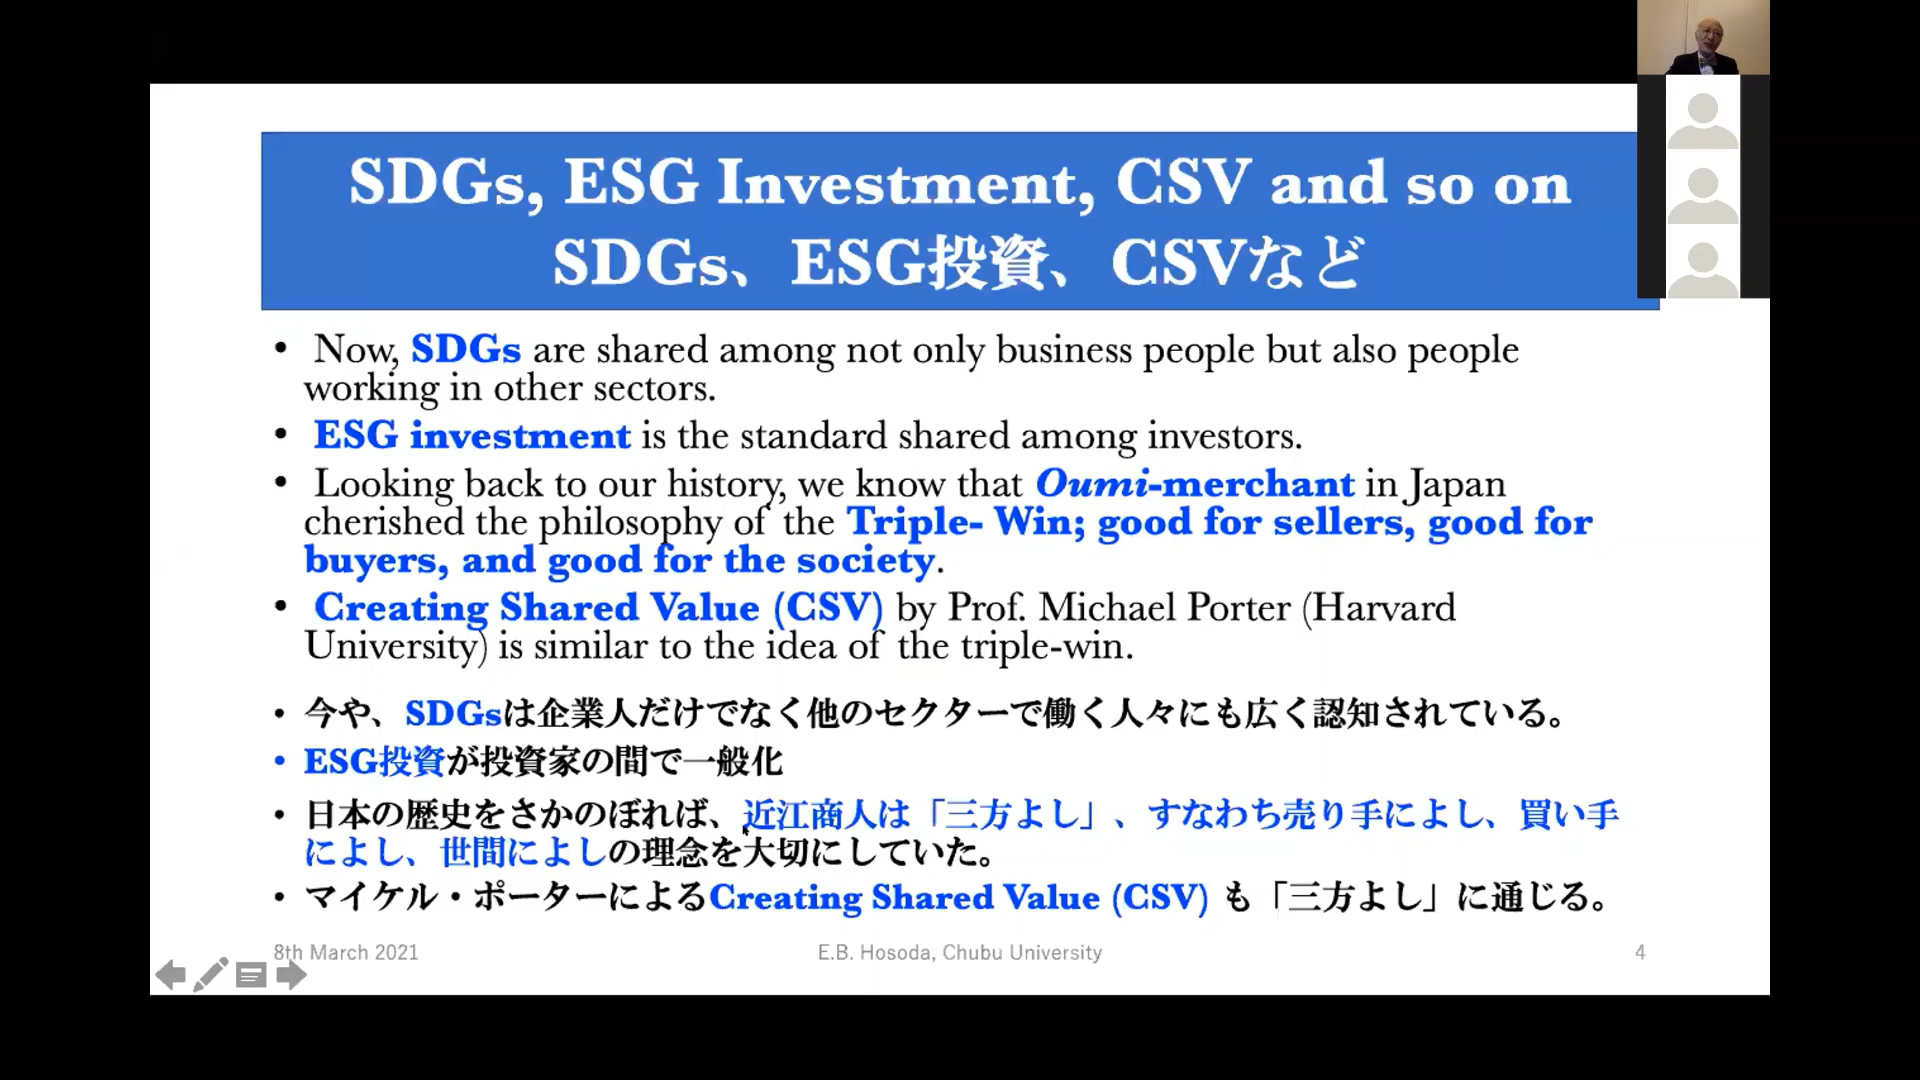 SDGs, ESG Investment, CSV and so on
SDGs、ESG投資、CSVなど
• Now, SDGs are shared among not only business people but also people
working in other sectors.
• ESG investment is the standard shared among investors.
• Looking back to our history, we know that Oumi-merchant in Japan
cherished the philosophy of the Triple- Win; good for sellers, good for
buyers, and good for the society.
• Creating Shared Value (CSV) by Prof. Michael Porter (Harvard
University) is similar to the idea of the triple-win.
• 今や、SDGsは企業人だけでなく他のセクターで働く人々にも広く認知されている。
• ESG投資が投資家の間で一般化
• 日本の歴史をさかのぼれば、近江商人は「三方よし」、すなわち売り手によし、買い手
によし、世間によしの理念を大切にしていた。
• マイケル・ポーターによるCreating Shared Value (CSV) も「三方よし」に通じる。
8th March 2021
E.B. Hosoda, Chubu University
4